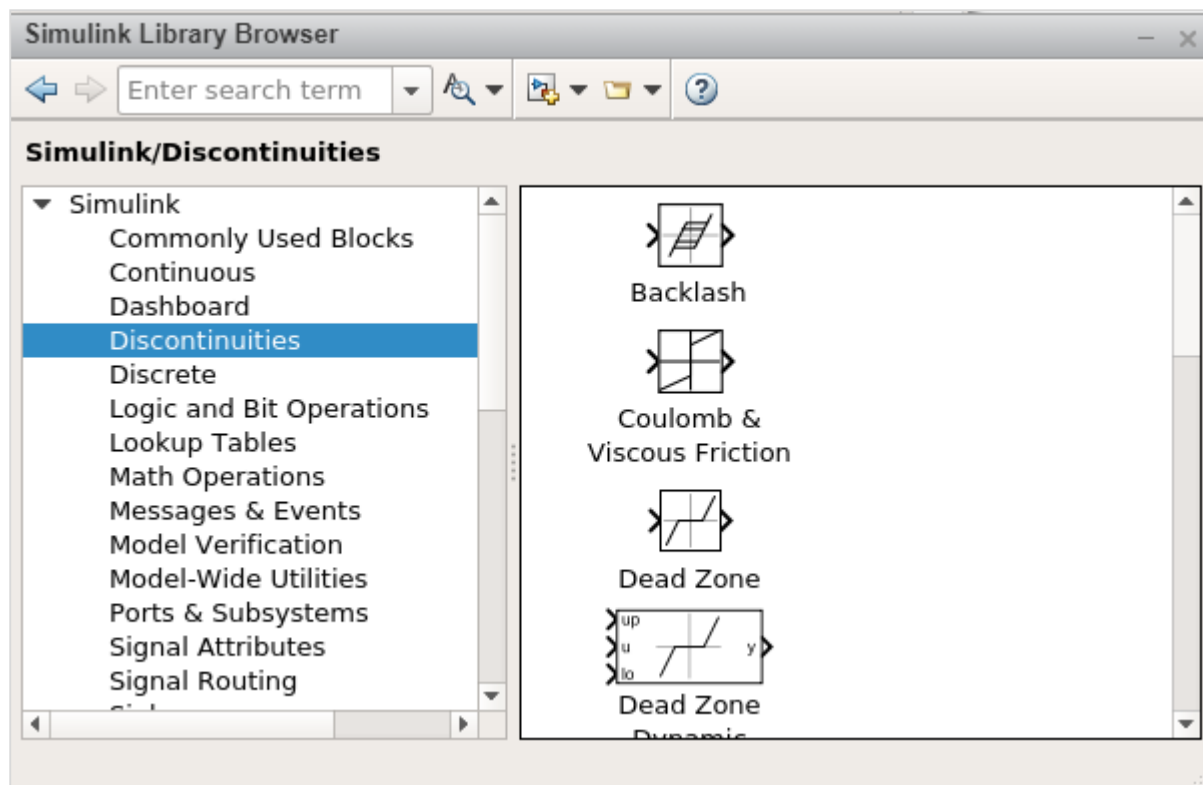 Simulink Library Browser
Enter search term
Simulink/Discontinuities
Simulink
Commonly Used Blocks
Continuous
Dashboard
Discontinuities
Discrete
Logic and Bit Operations
Lookup Tables
Math Operations
Messages & Events
Model Verification
Model-Wide Utilities
Ports & Subsystems
Signal Attributes
Signal Routing
Backlash
Coulomb &
Viscous Friction
Dead Zone
up
u
lo
y
Dead Zone
Dynamic